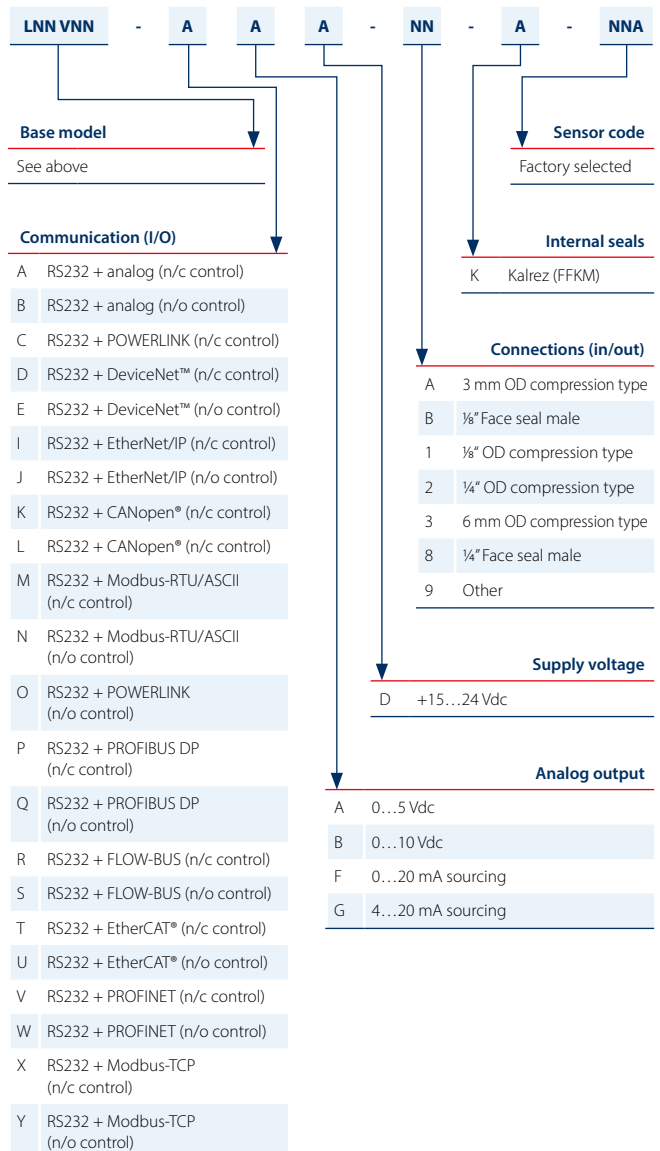 LNN VNN - A A A - NN - A - NNA
Base model
See above
Communication (I/O)
A RS232 + analog (n/c control)
B RS232 + analog (n/o control)
C RS232 + POWERLINK (n/c control)
D RS232 + DeviceNet™ (n/c control)
E RS232 + DeviceNet™ (n/o control)
I RS232 + EtherNet/IP (n/c control)
J RS232 + EtherNet/IP (n/o control)
K RS232 + CANopen® (n/c control)
L RS232 + CANopen® (n/c control)
M RS232 + Modbus-RTU/ASCII
(n/c control)
N RS232 + Modbus-RTU/ASCII
(n/o control)
O RS232 + POWERLINK
(n/o control)
P RS232 + PROFIBUS DP
(n/c control)
Q RS232 + PROFIBUS DP
(n/o control)
R RS232 + FLOW-BUS (n/c control)
S RS232 + FLOW-BUS (n/o control)
T RS232 + EtherCAT® (n/c control)
U RS232 + EtherCAT® (n/o control)
V RS232 + PROFINET (n/c control)
W RS232 + PROFINET (n/o control)
X RS232 + Modbus-TCP
(n/c control)
Y RS232 + Modbus-TCP
(n/o control)
Sensor code
Factory selected
Internal seals
K Kalrez (FFKM)
Connections (in/out)
A 3 mm OD compression type
B ⅛” Face seal male
1 ⅛“ OD compression type
2 ¼“ OD compression type
3 6 mm OD compression type
8 ¼” Face seal male
9 Other
Supply voltage
D +15…24 Vdc
Analog output
A 0…5 Vdc
B 0…10 Vdc
F 0…20 mA sourcing
G 4…20 mA sourcing